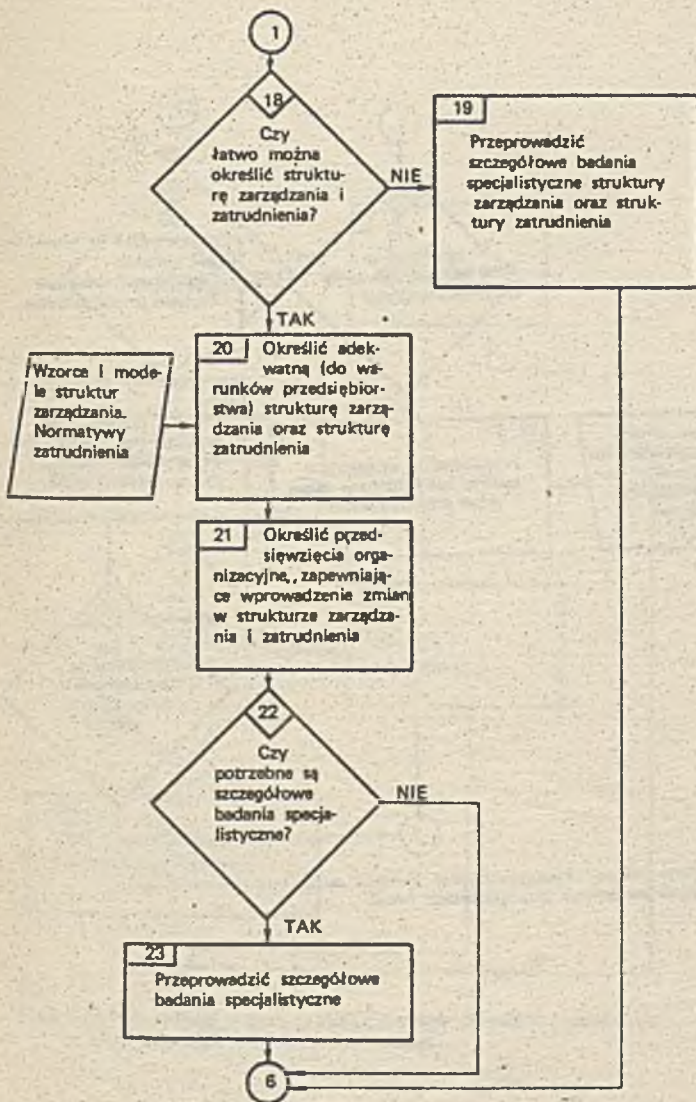 1
18
Czy
łatwo można
określić struktu-
rę zarządzania i
zatrudnienia?
NIE
19
Przeprowadzić
szczegółowe badania
specjalistyczne struktury
zarządzania oraz struk-
tury zatrudnienia
TAK
Wzorce i mode-
le struktur
zarządzania.
Normatywy
zatrudnienia
20 Określić adek-
watną (do wa-
runków przedsiębior-
stwa) strukturę zarzą-
dzania oraz strukturę
zatrudnienia
21 Określić przed-
sięwzięcia orga-
nizacyjne, zapewniają-
ce wprowadzenie zmian
w strukturze zarządza-
nia i zatrudnienia
22
Czy
potrzebne są
szczegółowe
badania specja-
listyczne?
NIE
TAK
23
Przeprowadzić szczegółowe
badania specjalistyczne
6